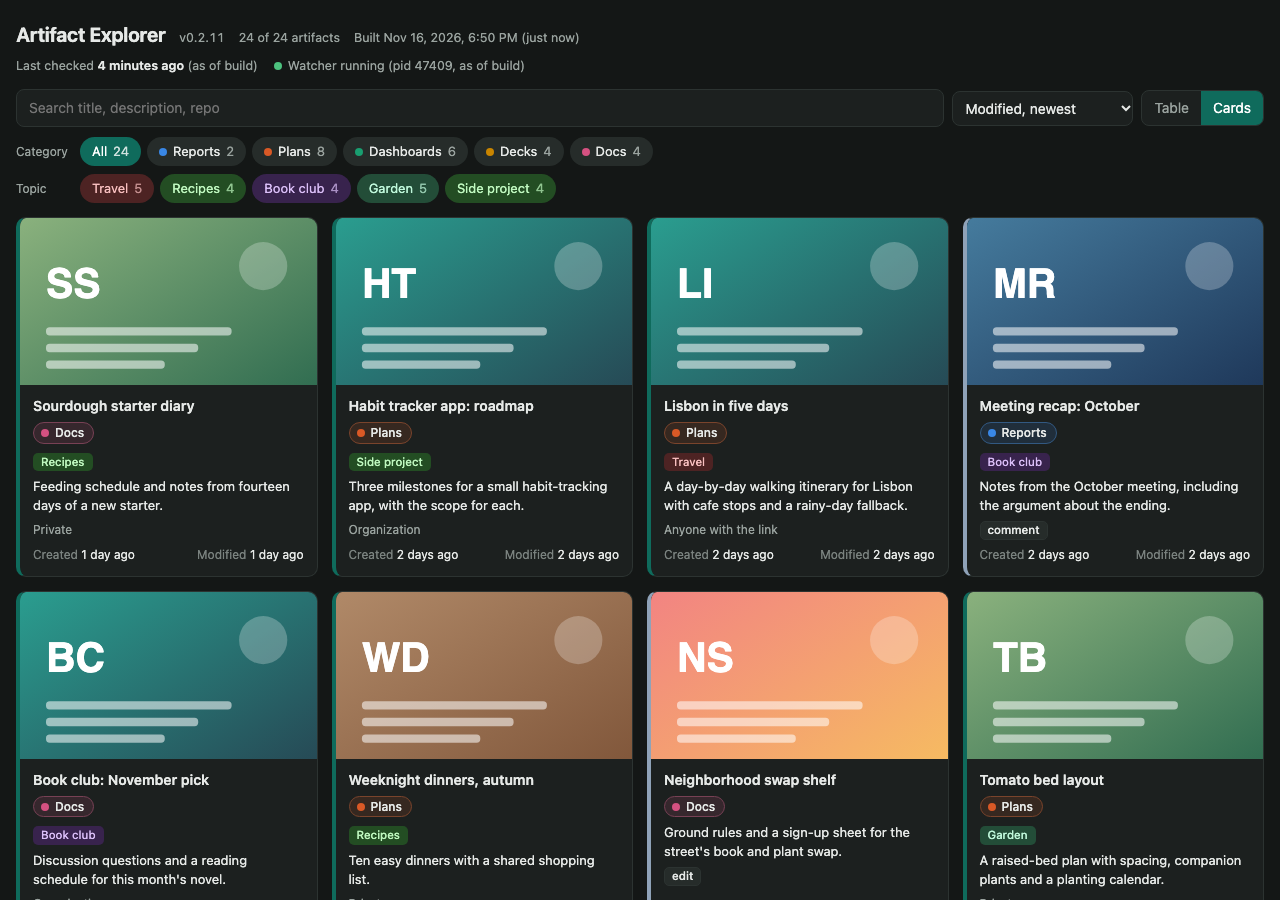 Artifact Explorer v0.2.11 24 of 24 artifacts Built Nov 16, 2026, 6:50 PM (just now)
Last checked 4 minutes ago (as of build) Watcher running (pid 47409, as of build)
Search title, description, repo
Modified, newest
Table Cards
Category All 24 Reports 2 Plans 8 Dashboards 6 Decks 4 Docs 4
Topic Travel 5 Recipes 4 Book club 4 Garden 5 Side project 4
SS
Sourdough starter diary
Docs
Recipes
Feeding schedule and notes from fourteen
days of a new starter.
Private
Created 1 day ago Modified 1 day ago
HT
Habit tracker app: roadmap
Plans
Side project
Three milestones for a small habit-tracking
app, with the scope for each.
Organization
Created 2 days ago Modified 2 days ago
LI
Lisbon in five days
Plans
Travel
A day-by-day walking itinerary for Lisbon
with cafe stops and a rainy-day fallback.
Anyone with the link
Created 2 days ago Modified 2 days ago
MR
Meeting recap: October
Reports
Book club
Notes from the October meeting, including
the argument about the ending.
comment
Created 2 days ago Modified 2 days ago
BC
Book club: November pick
Docs
Book club
Discussion questions and a reading
schedule for this month's novel.
WD
Weeknight dinners, autumn
Plans
Recipes
Ten easy dinners with a shared shopping
list.
NS
Neighborhood swap shelf
Docs
Ground rules and a sign-up sheet for the
street's book and plant swap.
edit
TB
Tomato bed layout
Plans
Garden
A raised-bed plan with spacing, companion
plants and a planting calendar.